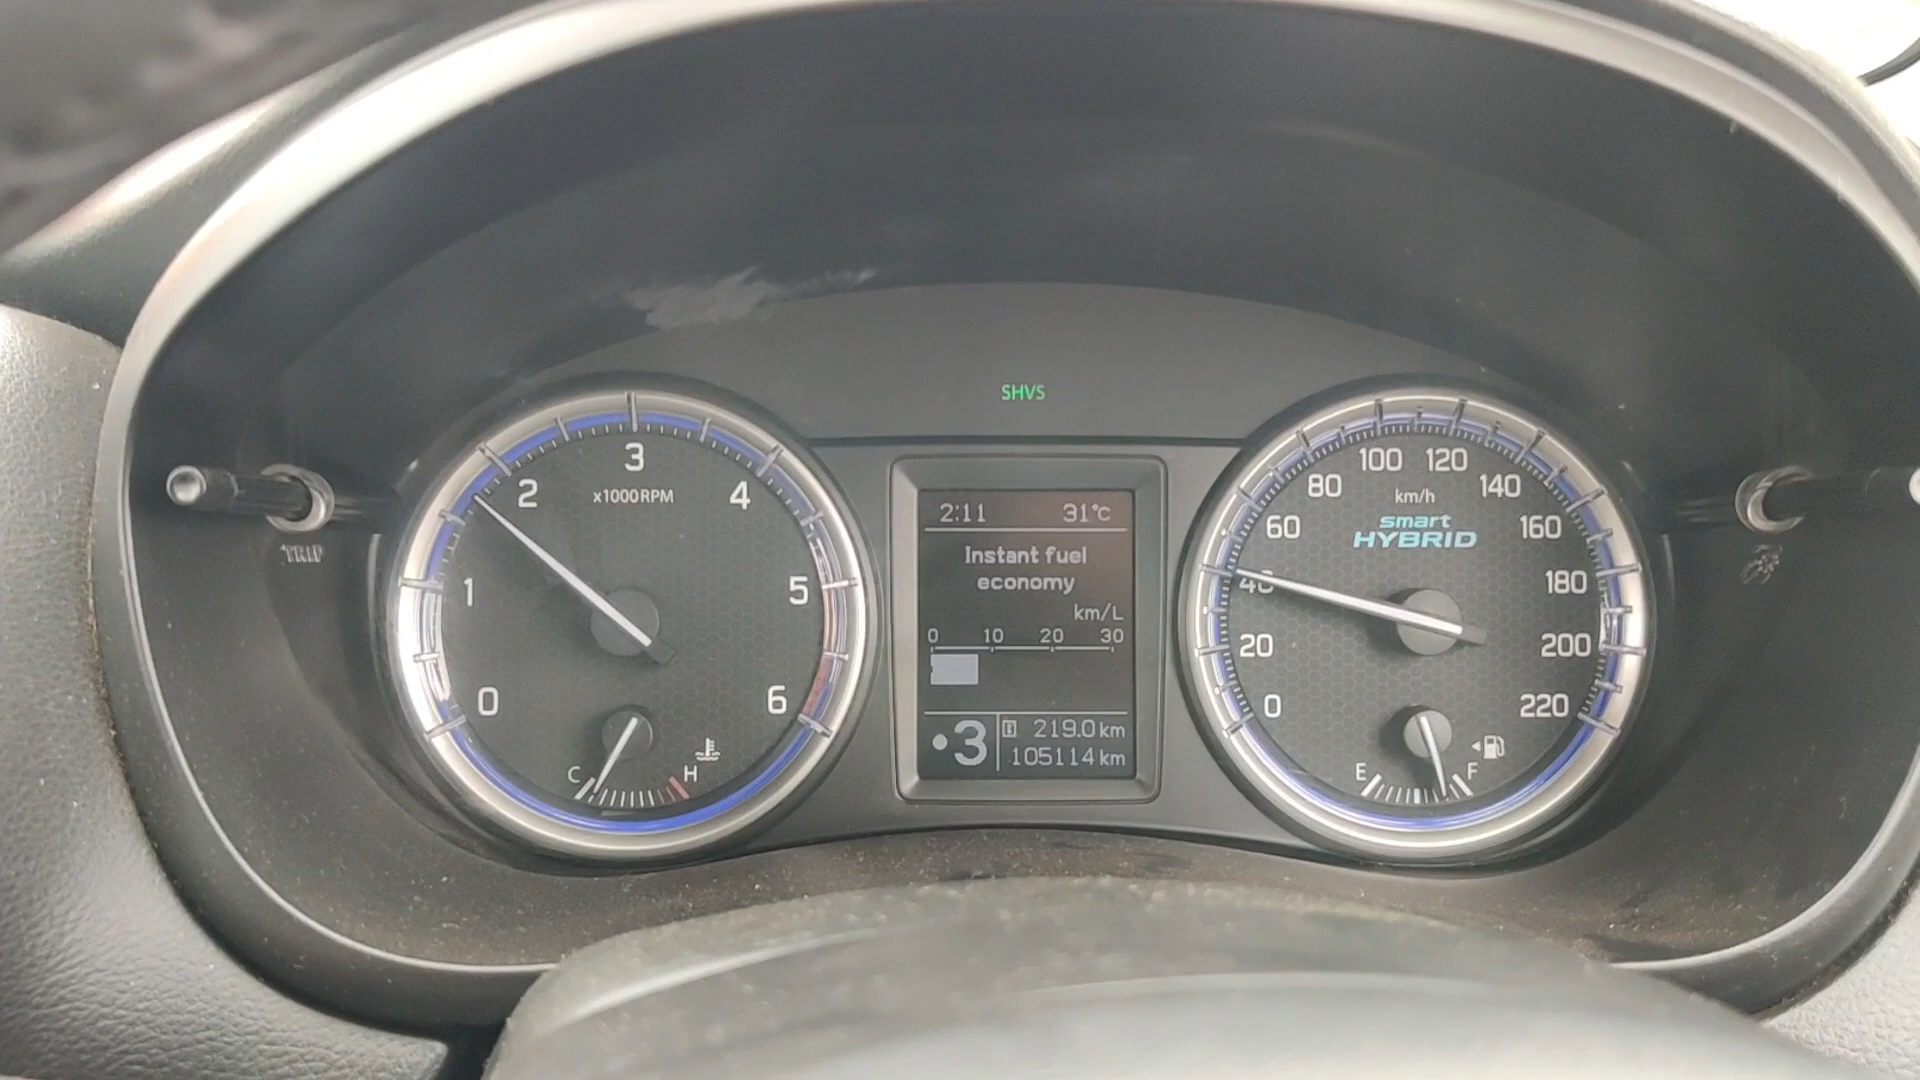 SHVS
TRIP
0
1
2
3
4
5
6
x1000RPM
C
H
2:11 31°C
Instant fuel
economy
km/L
0 10 20 30
•3
B 219.0 km
105114 km
0
20
40
60
80
100
120
140
160
180
200
220
km/h
smart
HYBRID
E
F